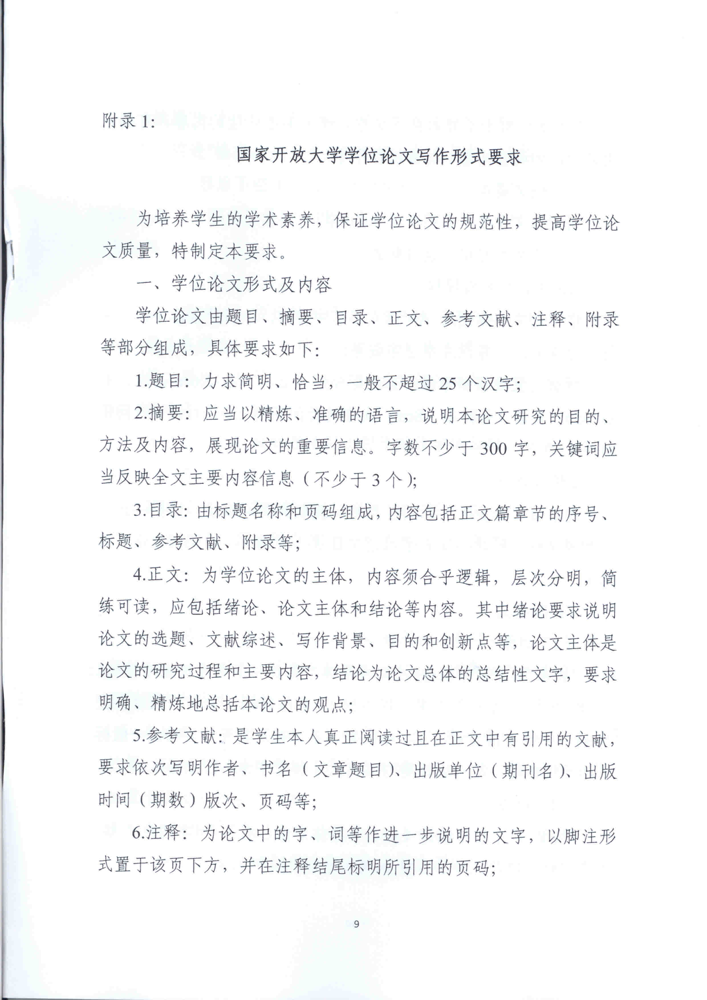 附录 1:
国家开放大学学位论文写作形式要求
为培养学生的学术素养，保证学位论文的规范性，提高学位论
文质量，特制定本要求。
一、学位论文形式及内容
学位论文由题目、摘要、目录、正文、参考文献、注释、附录
等部分组成，具体要求如下：
1.题目：力求简明、恰当，一般不超过 25 个汉字；
2.摘要：应当以精炼、准确的语言，说明本论文研究的目的、
方法及内容，展现论文的重要信息。字数不少于 300 字，关键词应
当反映全文主要内容信息（不少于 3 个）；
3.目录：由标题名称和页码组成，内容包括正文篇章节的序号、
标题、参考文献、附录等；
4.正文：为学位论文的主体，内容须合乎逻辑，层次分明，简
练可读，应包括绪论、论文主体和结论等内容。其中绪论要求说明
论文的选题、文献综述、写作背景、目的和创新点等，论文主体是
论文的研究过程和主要内容，结论为论文总体的总结性文字，要求
明确、精炼地总括本论文的观点；
5.参考文献：是学生本人真正阅读过且在正文中有引用的文献，
要求依次写明作者、书名（文章题目）、出版单位（期刊名）、出版
时间（期数）版次、页码等；
6.注释：为论文中的字、词等作进一步说明的文字，以脚注形
式置于该页下方，并在注释结尾标明所引用的页码；
9